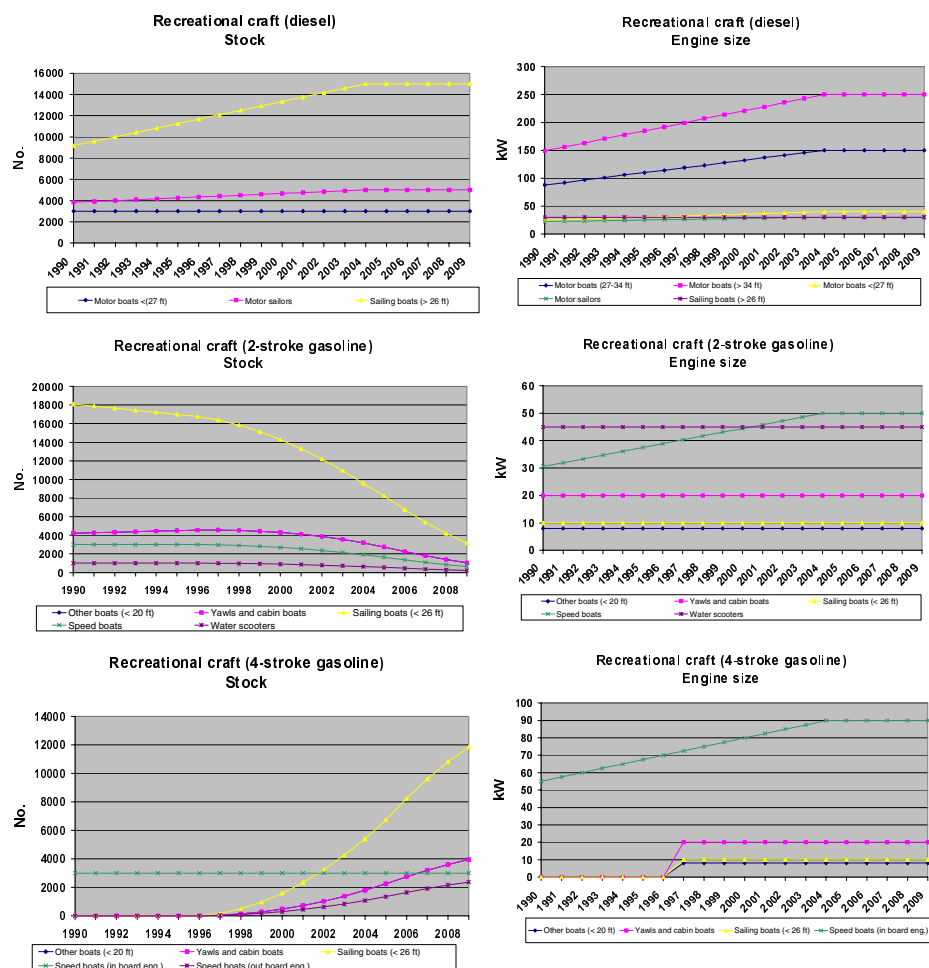 Recreational craft (diesel)
Stock
16000
14000
12000
10000
8000
6000
4000
2000
0
No.
1990 1991 1992 1993 1994 1995 1996 1997 1998 1999 2000 2001 2002 2003 2004 2005 2006 2007 2008 2009
Motor boats <(27 ft) Motor sailors Sailing boats (> 26 ft)
Recreational craft (diesel)
Engine size
300
250
200
150
100
50
0
kW
1990 1991 1992 1993 1994 1995 1996 1997 1998 1999 2000 2001 2002 2003 2004 2005 2006 2007 2008 2009
Motor boats (27-34 ft) Motor boats (> 34 ft) Motor boats <(27 ft)
Motor sailors Sailing boats (> 26 ft)
Recreational craft (2-stroke gasoline)
Stock
20000
18000
16000
14000
12000
10000
8000
6000
4000
2000
0
No.
1990 1992 1994 1996 1998 2000 2002 2004 2006 2008
Other boats (< 20 ft) Yawls and cabin boats Sailing boats (< 26 ft)
Speed boats Water scooters
Recreational craft (2-stroke gasoline)
Engine size
60
50
40
30
20
10
0
kW
1990 1991 1992 1993 1994 1995 1996 1997 1998 1999 2000 2001 2002 2003 2004 2005 2006 2007 2008 2009
Other boats (< 20 ft) Yawls and cabin boats Sailing boats (< 26 ft)
Speed boats Water scooters
Recreational craft (4-stroke gasoline)
Stock
14000
12000
10000
8000
6000
4000
2000
0
No.
1990 1992 1994 1996 1998 2000 2002 2004 2006 2008
Other boats (< 20 ft) Yawls and cabin boats Sailing boats (< 26 ft)
Speed boats (in board eng.) Speed boats (out board eng.)
Recreational craft (4-stroke gasoline)
Engine size
100
90
80
70
60
50
40
30
20
10
0
kW
1990 1991 1992 1993 1994 1995 1996 1997 1998 1999 2000 2001 2002 2003 2004 2005 2006 2007 2008 2009
Other boats (< 20 ft) Yawls and cabin boats Sailing boats (< 26 ft) Speed boats (in board eng.)